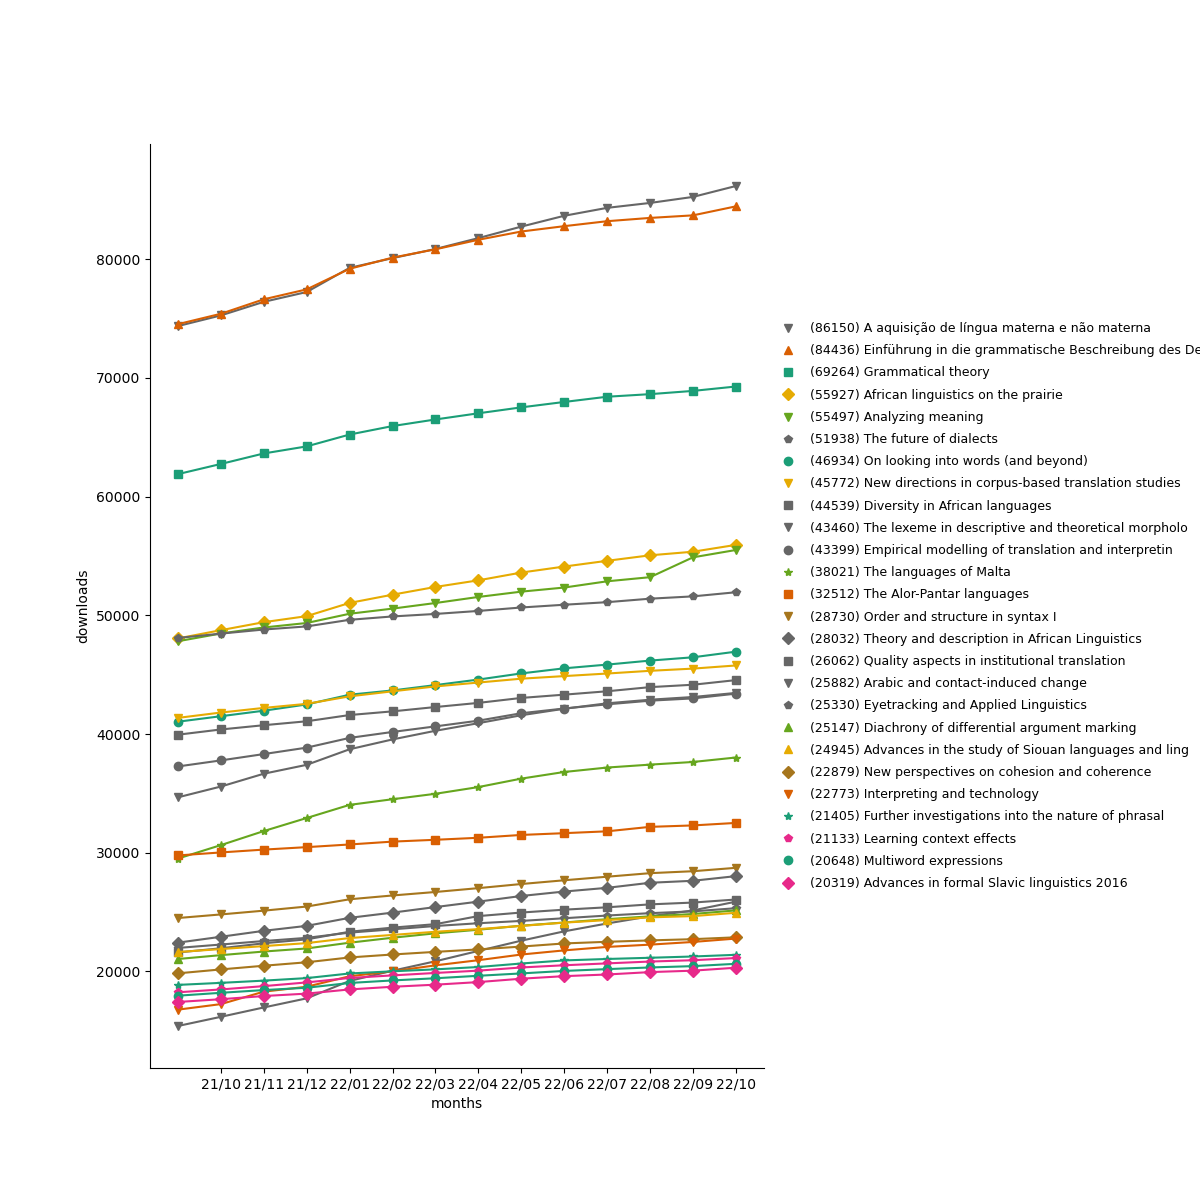 80000
70000
60000
50000
40000
30000
20000
downloads
21/10 21/11 21/12 22/01 22/02 22/03 22/04 22/05 22/06 22/07 22/08 22/09 22/10
months
(86150) A aquisição de língua materna e não materna
(84436) Einführung in die grammatische Beschreibung des De
(69264) Grammatical theory
(55927) African linguistics on the prairie
(55497) Analyzing meaning
(51938) The future of dialects
(46934) On looking into words (and beyond)
(45772) New directions in corpus-based translation studies
(44539) Diversity in African languages
(43460) The lexeme in descriptive and theoretical morpholo
(43399) Empirical modelling of translation and interpretin
(38021) The languages of Malta
(32512) The Alor-Pantar languages
(28730) Order and structure in syntax I
(28032) Theory and description in African Linguistics
(26062) Quality aspects in institutional translation
(25882) Arabic and contact-induced change
(25330) Eyetracking and Applied Linguistics
(25147) Diachrony of differential argument marking
(24945) Advances in the study of Siouan languages and ling
(22879) New perspectives on cohesion and coherence
(22773) Interpreting and technology
(21405) Further investigations into the nature of phrasal
(21133) Learning context effects
(20648) Multiword expressions
(20319) Advances in formal Slavic linguistics 2016